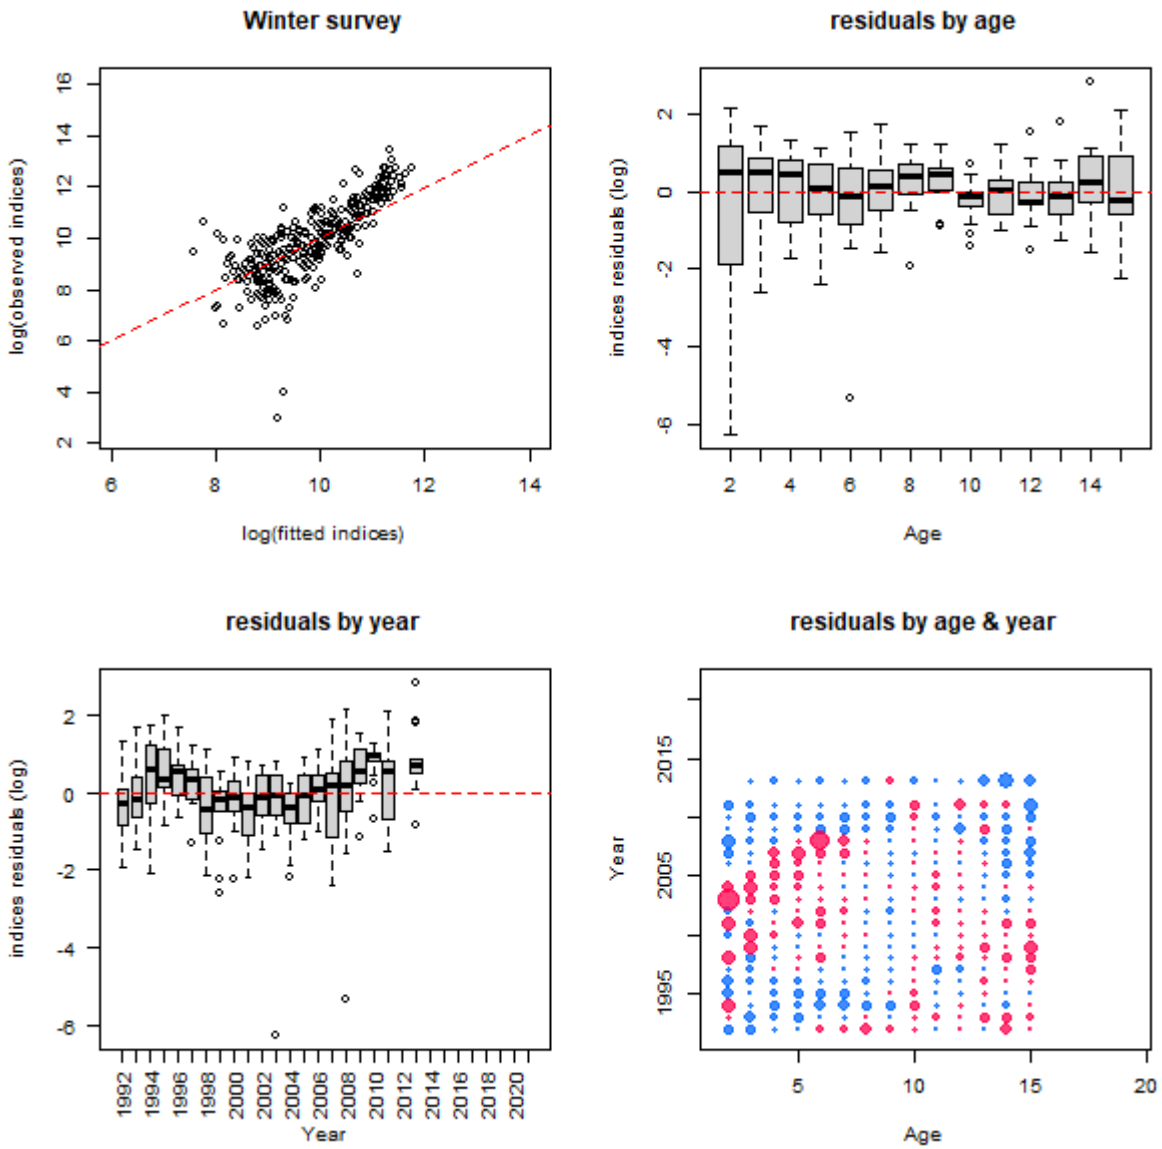 Winter survey
16
14
12
10
8
6
4
2
log(observed indices)
6 8 10 12 14
log(fitted indices)
residuals by age
2
0
-2
-4
-6
indices residuals (log)
2 4 6 8 10 12 14
Age
residuals by year
2
0
-2
-4
-6
indices residuals (log)
1992 1994 1996 1998 2000 2002 2004 2006 2008 2010 2012 2014 2016 2018 2020
Year
residuals by age & year
2015
2005
1995
Year
5 10 15 20
Age